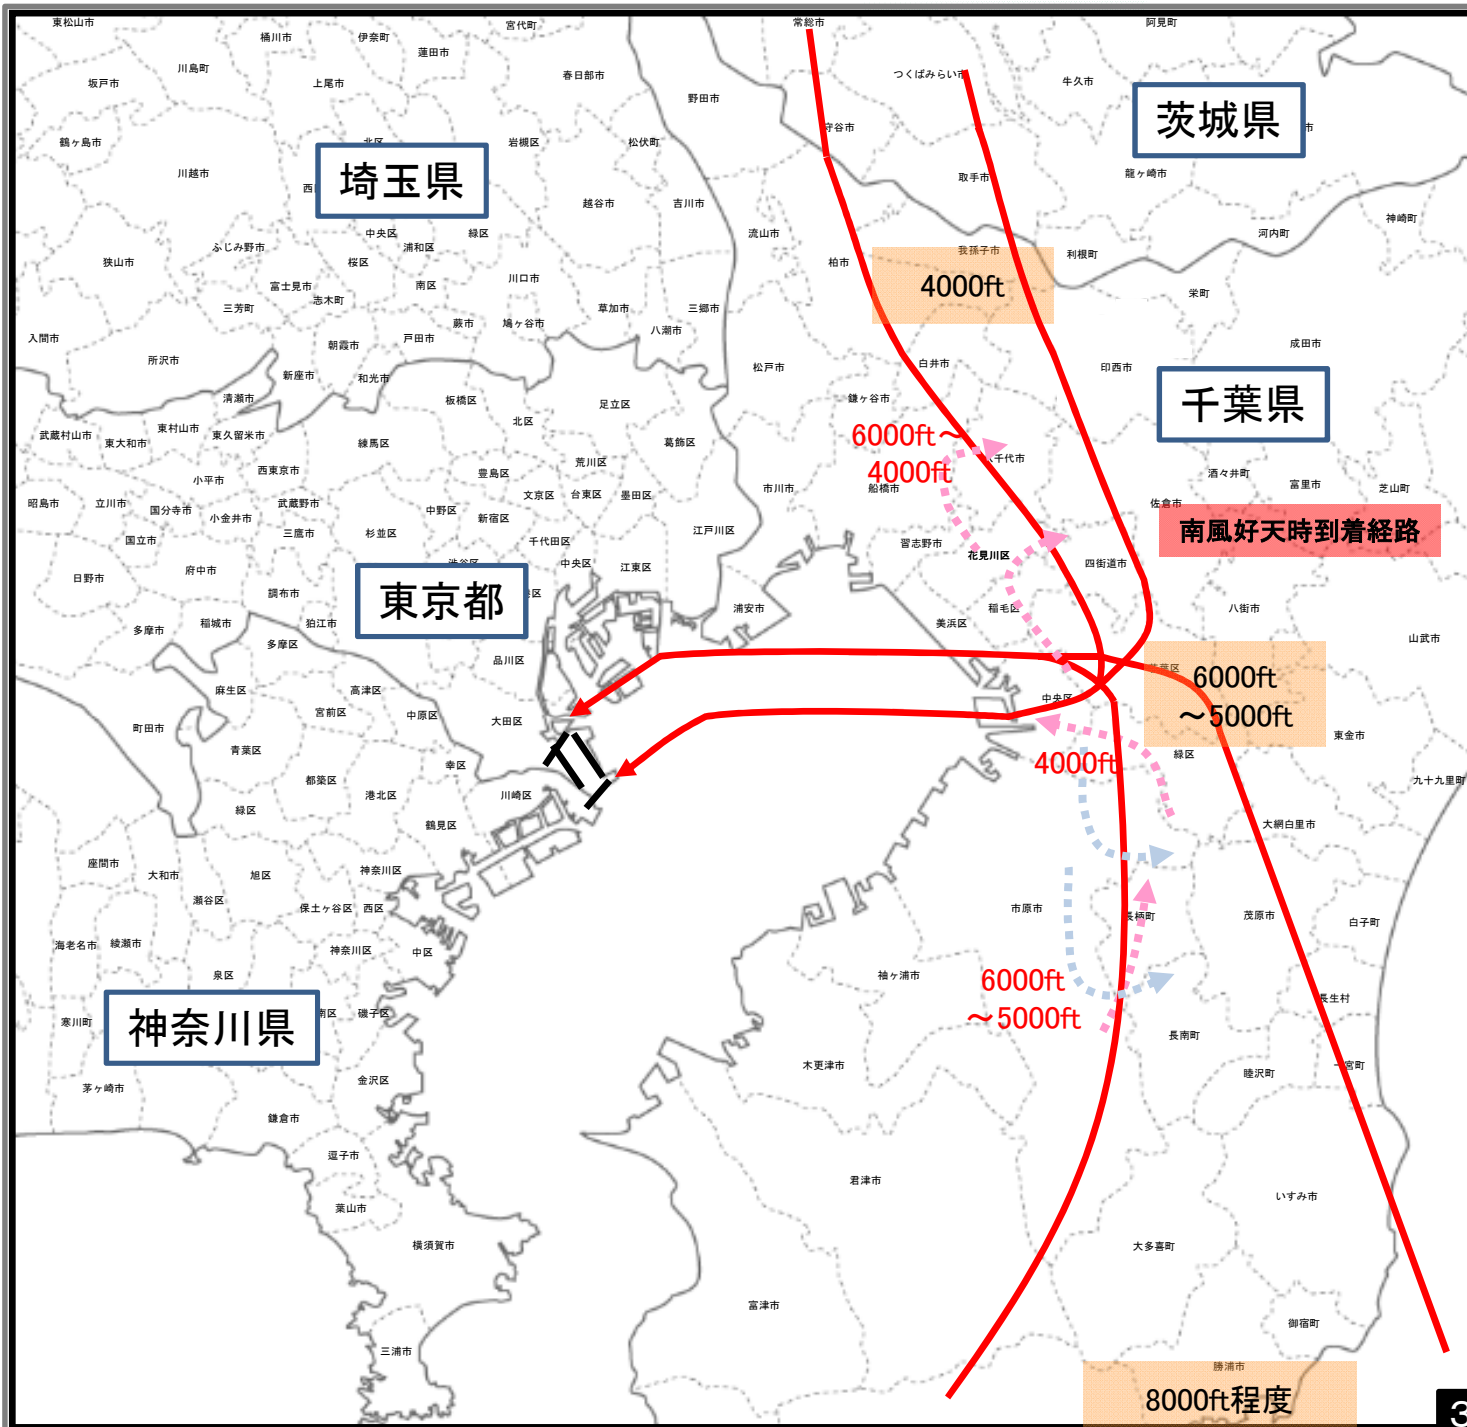 東松山市
桶川市
伊奈町
蓮田市
宮代町
常総市
阿見町
坂戸市
川島町
上尾市
春日部市
野田市
つくばみらい市
牛久市
茨城県
市
鶴ヶ島市
北区
岩槻区
松伏町
守谷市
川越市
埼玉県
西
越谷市
吉川市
取手市
龍ヶ崎市
ふじみ野市
中央区
浦和区
緑区
流山市
河内町
神崎町
狭山市
桜区
柏市
我孫子市
利根町
富士見市
志木町
南区
川口市
4000ft
栄町
三芳町
草加市
三郷市
入間市
朝霞市
戸田市
蕨市
鳩ヶ谷市
八潮市
所沢市
新座市
和光市
松戸市
白井市
印西市
成田市
清瀬市
板橋区
北区
足立区
鎌ヶ谷市
千葉県
武蔵村山市
東大和市
東村山市
東久留米市
練馬区
葛飾区
6000ft～
4000ft
八千代市
小平市
西東京市
豊島区
荒川区
市川市
船橋市
酒々井町
富里市
芝山町
昭島市
立川市
国分寺市
小金井市
武蔵野市
中野区
新宿区
文京区
台東区
墨田区
佐倉市
国立市
三鷹市
杉並区
千代田区
江戸川区
習志野市
南風好天時到着経路
日野市
府中市
渋谷区
中央区
江東区
花見川区
四街道市
調布市
東京都
港区
浦安市
稲毛区
八街市
多摩市
稲城市
狛江市
美浜区
山武市
多摩区
品川区
若葉区
麻生区
高津区
中央区
6000ft
～5000ft
町田市
宮前区
中原区
大田区
東金市
青葉区
幸区
4000ft
緑区
都築区
港北区
川崎区
九十九里町
緑区
鶴見区
大網白里市
座間市
大和市
旭区
神奈川区
瀬谷区
保土ヶ谷区
西区
市原市
長柄町
茂原市
白子町
海老名市
綾瀬市
神奈川区
中区
泉区
袖ヶ浦市
6000ft
～5000ft
長生村
寒川町
神奈川県
南区
磯子区
長南町
木更津市
睦沢町
一宮町
茅ヶ崎市
金沢区
鎌倉市
逗子市
君津市
いすみ市
葉山市
横須賀市
大多喜町
富津市
御宿町
三浦市
勝浦市
8000ft程度
3